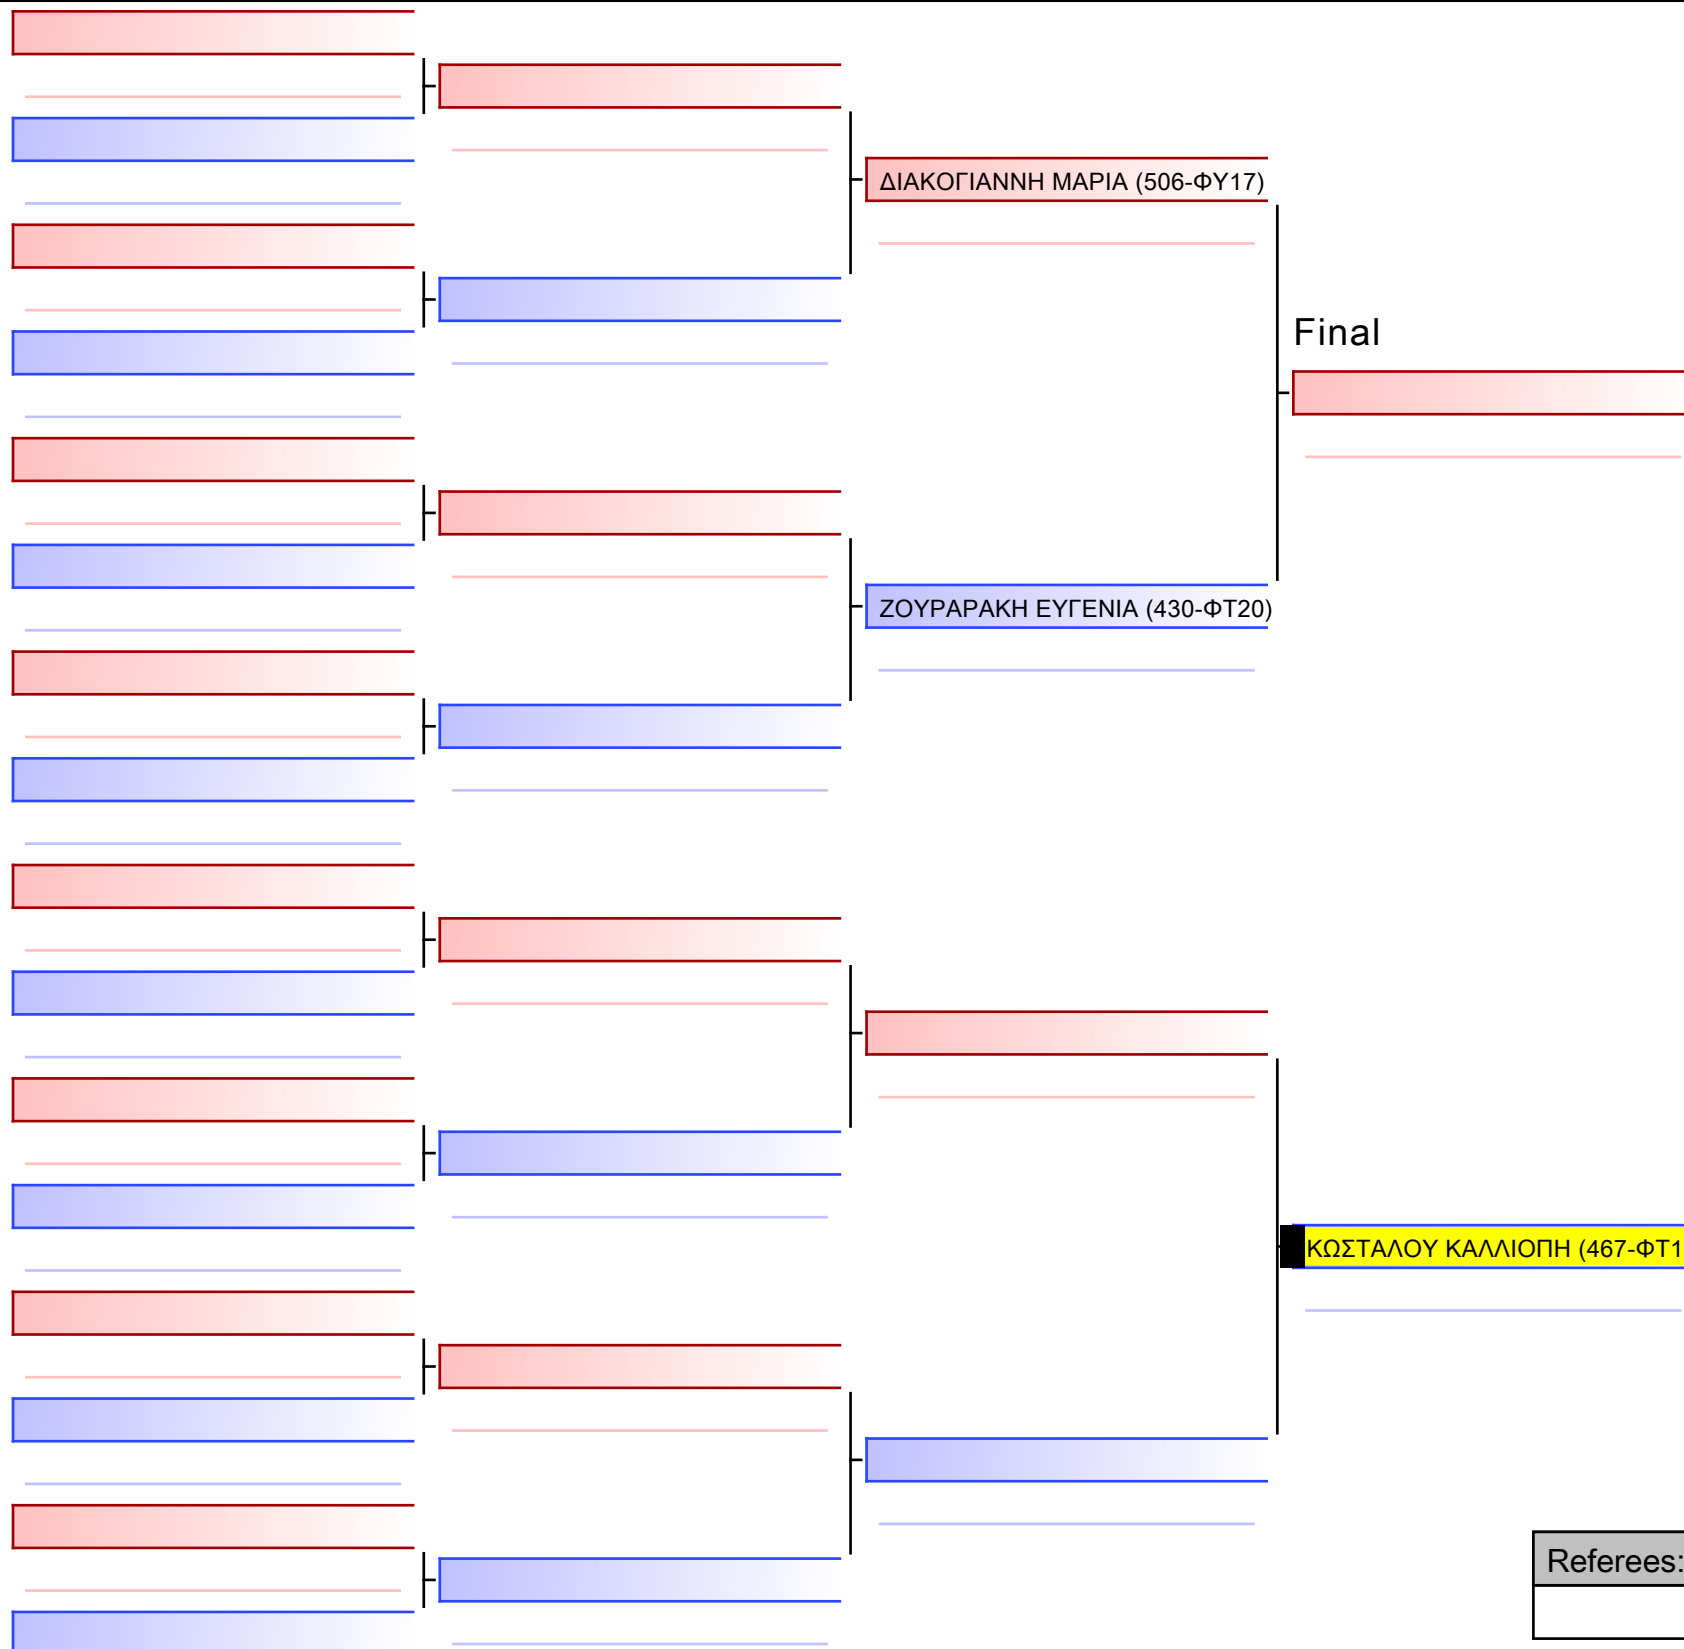 ΔΙΑΚΟΓΙΑΝΝΗ ΜΑΡΙΑ (506-ΦΥ17)
Final
ΖΟΥΡΑΡΑΚΗ ΕΥΓΕΝΙΑ (430-ΦΤ20)
ΚΩΣΤΑΛΟΥ ΚΑΛΛΙΟΠΗ (467-ΦΤ1
Referees: